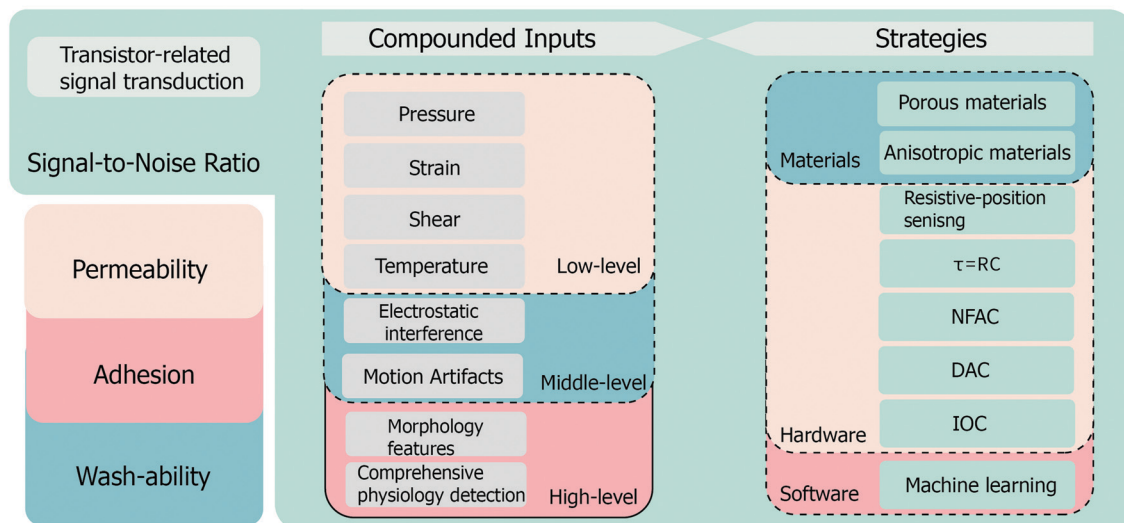 Transistor-related
signal transduction
Signal-to-Noise Ratio
Permeability
Adhesion
Wash-ability
Compounded Inputs
Pressure
Strain
Shear
Temperature
Low-level
Electrostatic
interference
Motion Artifacts
Middle-level
Morphology
features
Comprehensive
physiology detection
High-level
Strategies
Porous materials
Anisotropic materials
Materials
Resistive-position
senisng
τ=RC
NFAC
DAC
IOC
Hardware
Machine learning
Software